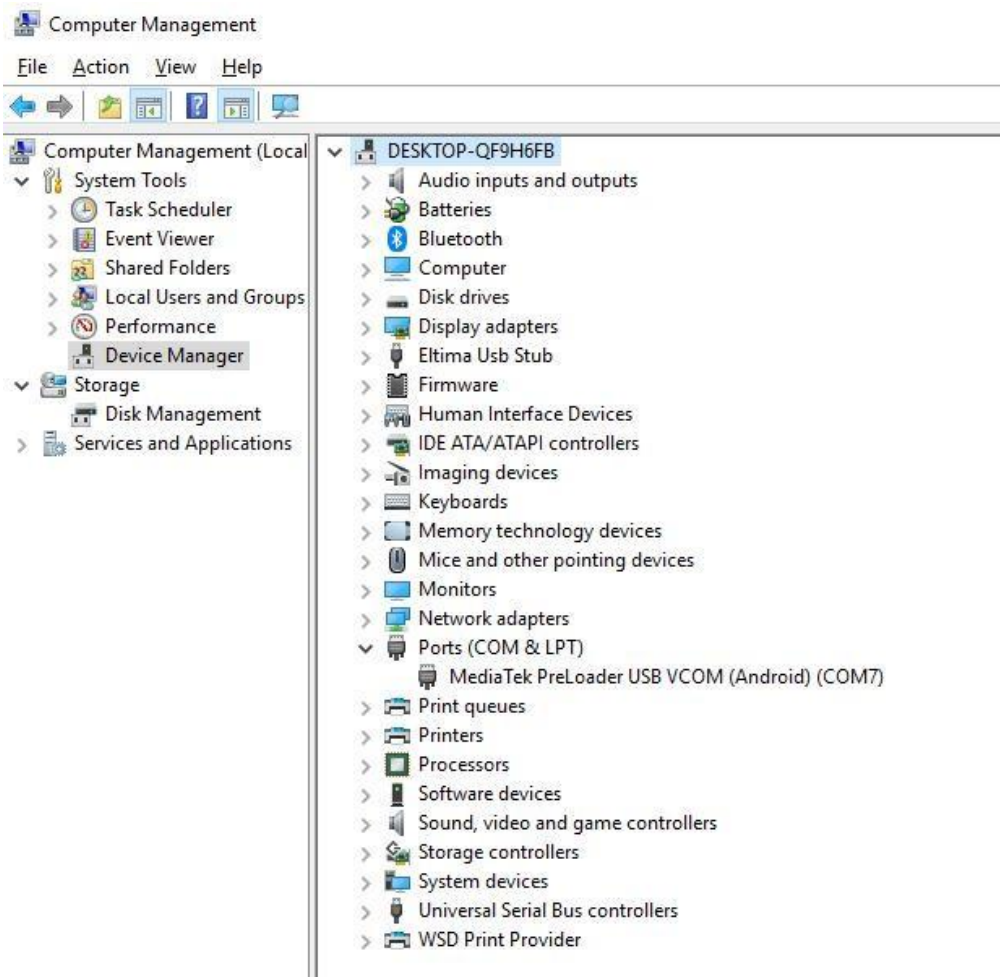 Computer Management
File Action View Help
Computer Management (Local
System Tools
Task Scheduler
Event Viewer
Shared Folders
Local Users and Groups
Performance
Device Manager
Storage
Disk Management
Services and Applications
DESKTOP-QF9H6FB
Audio inputs and outputs
Batteries
Bluetooth
Computer
Disk drives
Display adapters
Eltima Usb Stub
Firmware
Human Interface Devices
IDE ATA/ATAPI controllers
Imaging devices
Keyboards
Memory technology devices
Mice and other pointing devices
Monitors
Network adapters
Ports (COM & LPT)
MediaTek PreLoader USB VCOM (Android) (COM7)
Print queues
Printers
Processors
Software devices
Sound, video and game controllers
Storage controllers
System devices
Universal Serial Bus controllers
WSD Print Provider